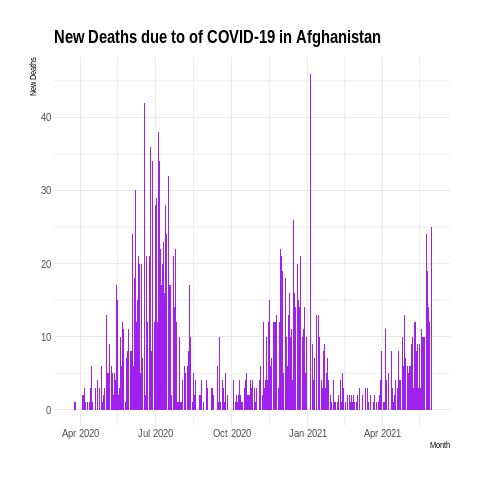 New Deaths due to of COVID-19 in Afghanistan
New Deaths
40
30
20
10
0
Apr 2020 Jul 2020 Oct 2020 Jan 2021 Apr 2021
Month